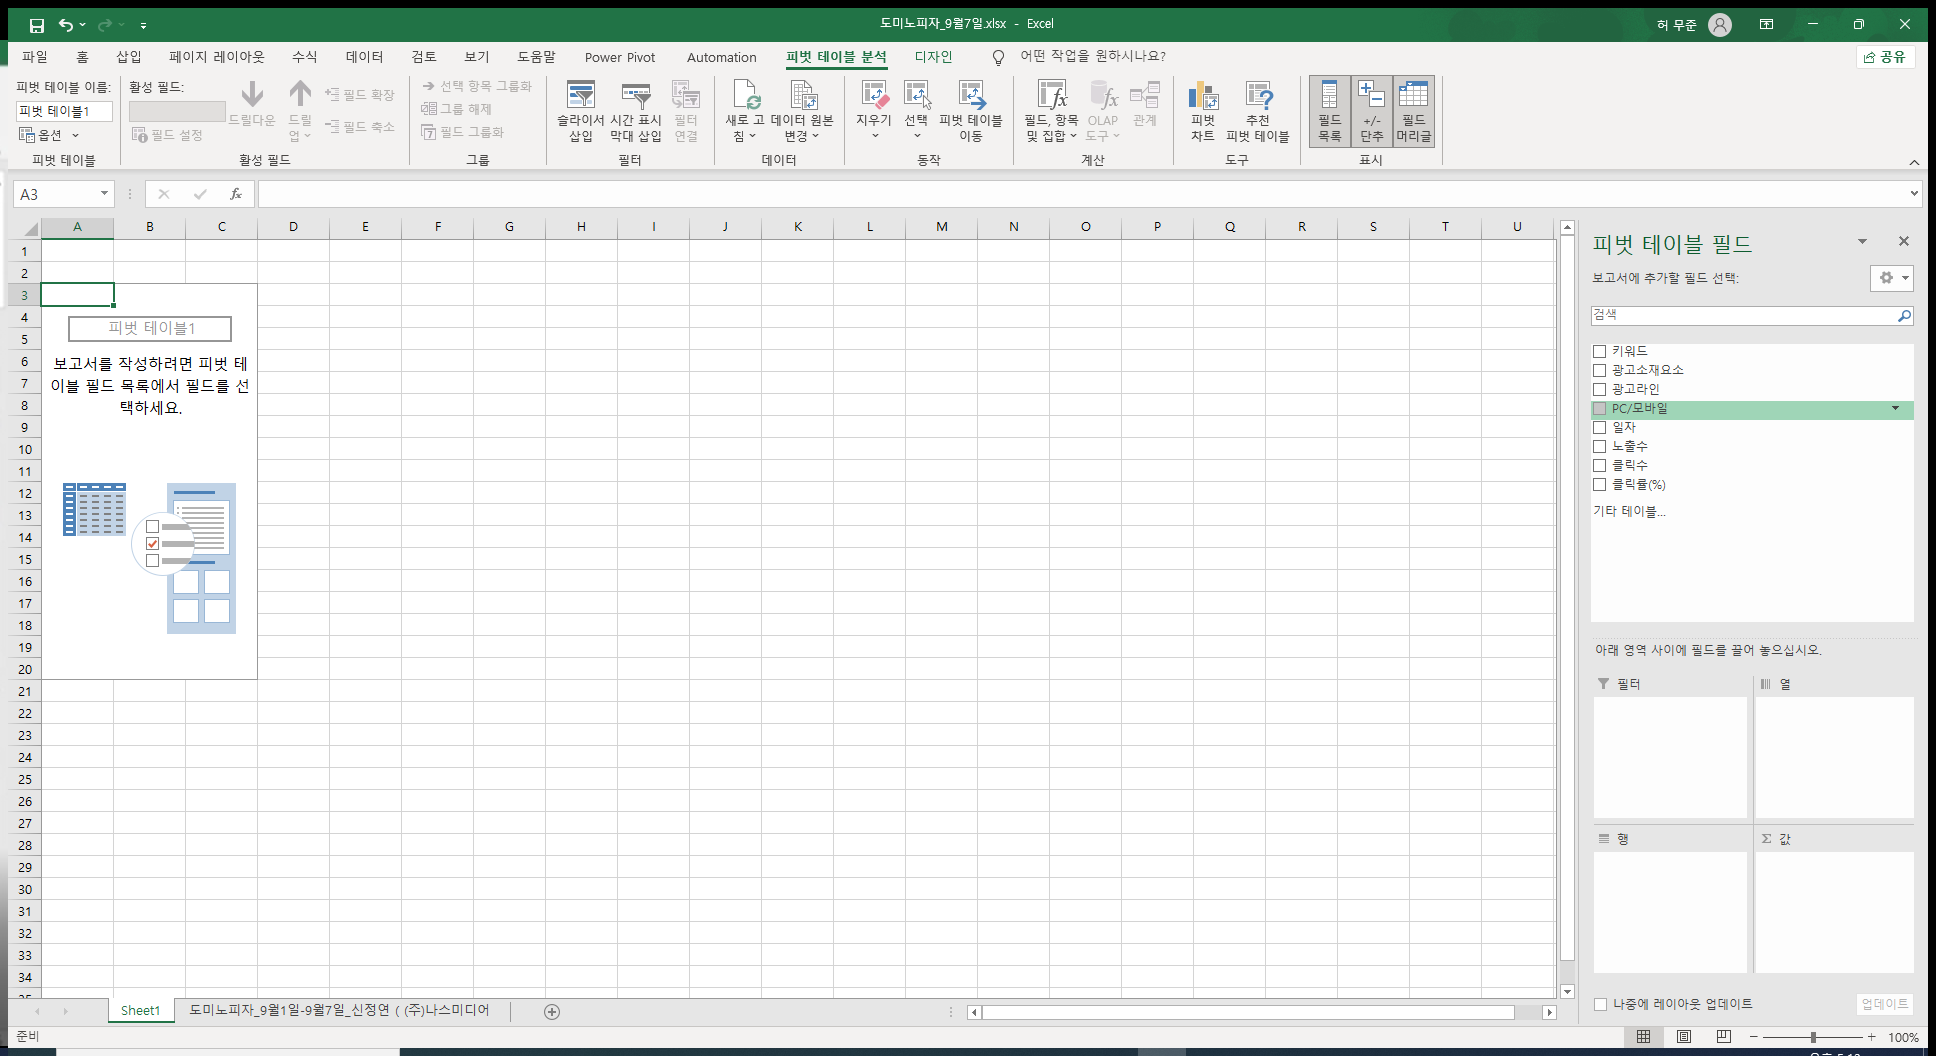 도미노피자_9월7일.xlsx - Excel
허 무준
파일 홈 삽입 페이지 레이아웃 수식 데이터 검토 보기 도움말 Power Pivot Automation 피벗 테이블 분석 디자인 어떤 작업을 원하시나요? 공유
피벗 테이블 이름:
피벗 테이블1
옵션
피벗 테이블
활성 필드:
필드 설정
드릴다운
드릴
업
필드 확장
필드 축소
활성 필드
선택 항목 그룹화
그룹 해제
필드 그룹화
그룹
슬라이서
삽입
시간 표시
막대 삽입
필터
연결
필터
새로 고
침
데이터 원본
변경
데이터
지우기
선택
피벗 테이블
이동
동작
필드, 항목
및 집합
OLAP
도구
관계
계산
피벗
차트
추천
피벗 테이블
도구
필드
목록
+/-
단추
필드
머리글
표시
A3
fx
A B C D E F G H I J K L M N O P Q R S T U
1
2
3
4
5
6
7
8
9
10
11
12
13
14
15
16
17
18
19
20
21
22
23
24
25
26
27
28
29
30
31
32
33
34
피벗 테이블1
보고서를 작성하려면 피벗 테
이블 필드 목록에서 필드를 선
택하세요.
피벗 테이블 필드
보고서에 추가할 필드 선택:
검색
키워드
광고소재요소
광고라인
PC/모바일
일자
노출수
클릭수
클릭률(%)
기타 테이블...
아래 영역 사이에 필드를 끌어 놓으십시오.
필터
열
행
Σ 값
나중에 레이아웃 업데이트
업데이트
Sheet1
도미노피자_9월1일-9월7일_신정연 ( (주)나스미디어
준비
100%